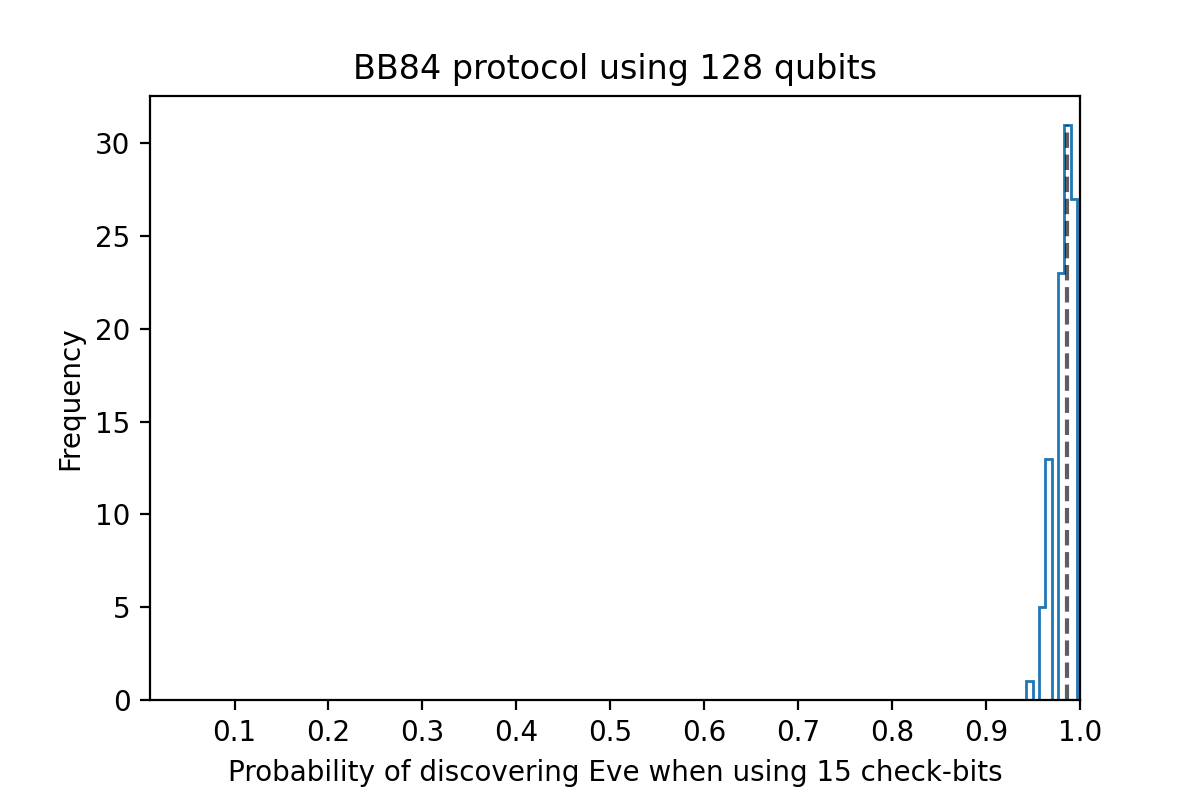 BB84 protocol using 128 qubits
30
25
20
15
10
5
0
Frequency
0.1 0.2 0.3 0.4 0.5 0.6 0.7 0.8 0.9 1.0
Probability of discovering Eve when using 15 check-bits